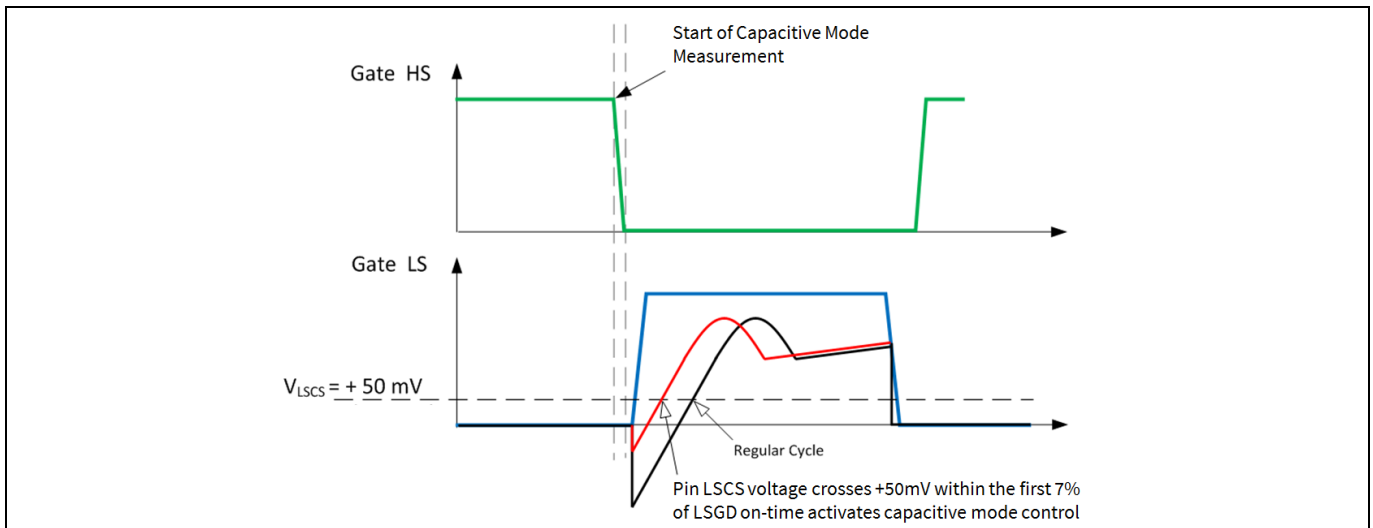 Start of Capacitive Mode
Measurement
Gate HS
Gate LS
VLSCS = + 50 mV
Regular Cycle
Pin LSCS voltage crosses +50mV within the first 7%
of LSGD on-time activates capacitive mode control